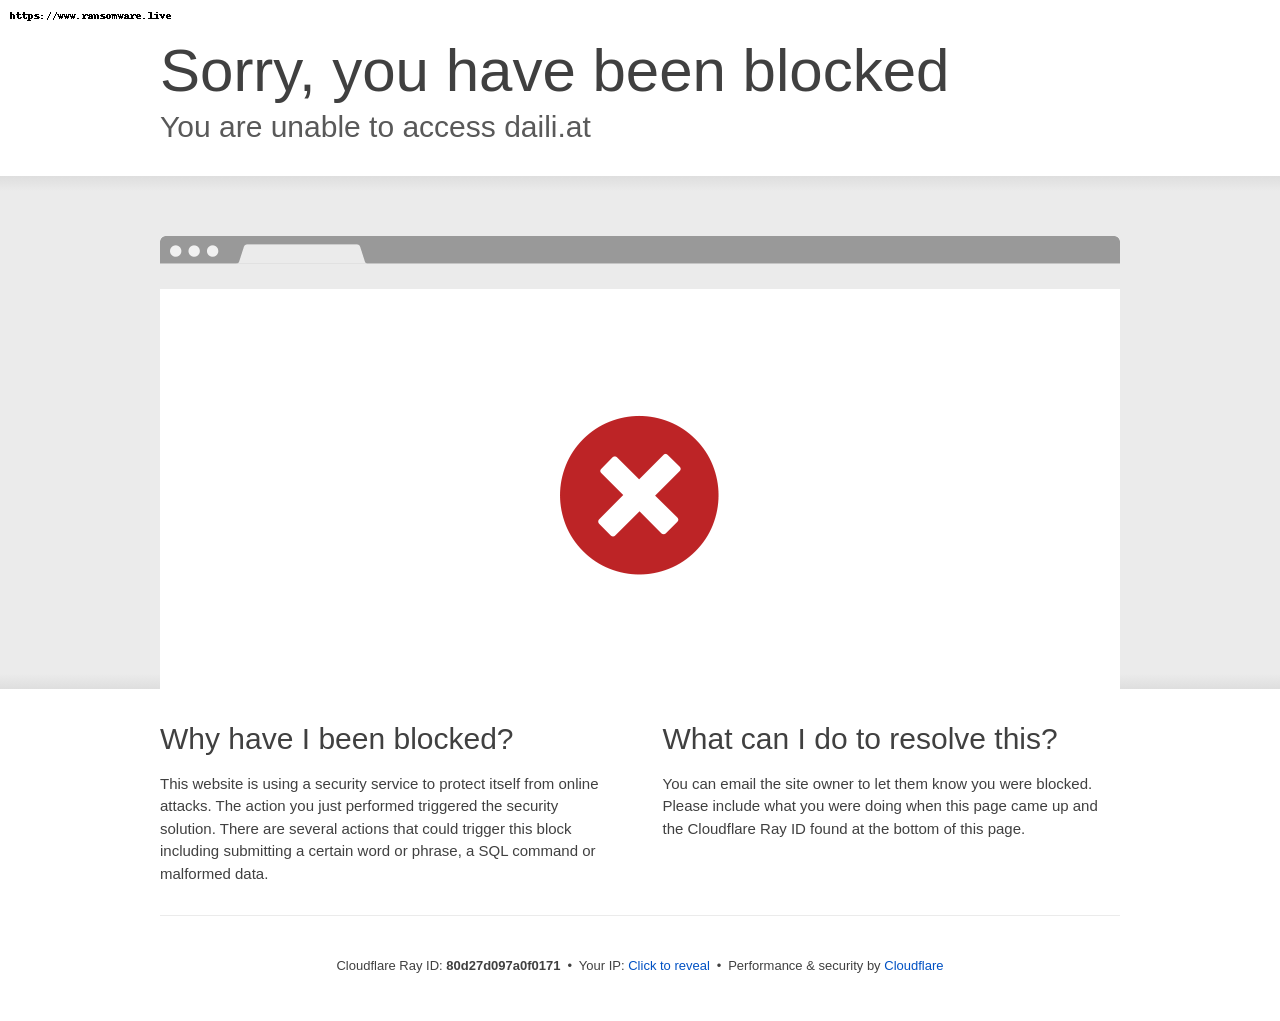 https://www.ransomware.live
Sorry, you have been blocked
You are unable to access daili.at
Why have I been blocked?
This website is using a security service to protect itself from online
attacks. The action you just performed triggered the security
solution. There are several actions that could trigger this block
including submitting a certain word or phrase, a SQL command or
malformed data.
What can I do to resolve this?
You can email the site owner to let them know you were blocked.
Please include what you were doing when this page came up and
the Cloudflare Ray ID found at the bottom of this page.
Cloudflare Ray ID: 80d27d097a0f0171 • Your IP: Click to reveal • Performance & security by Cloudflare